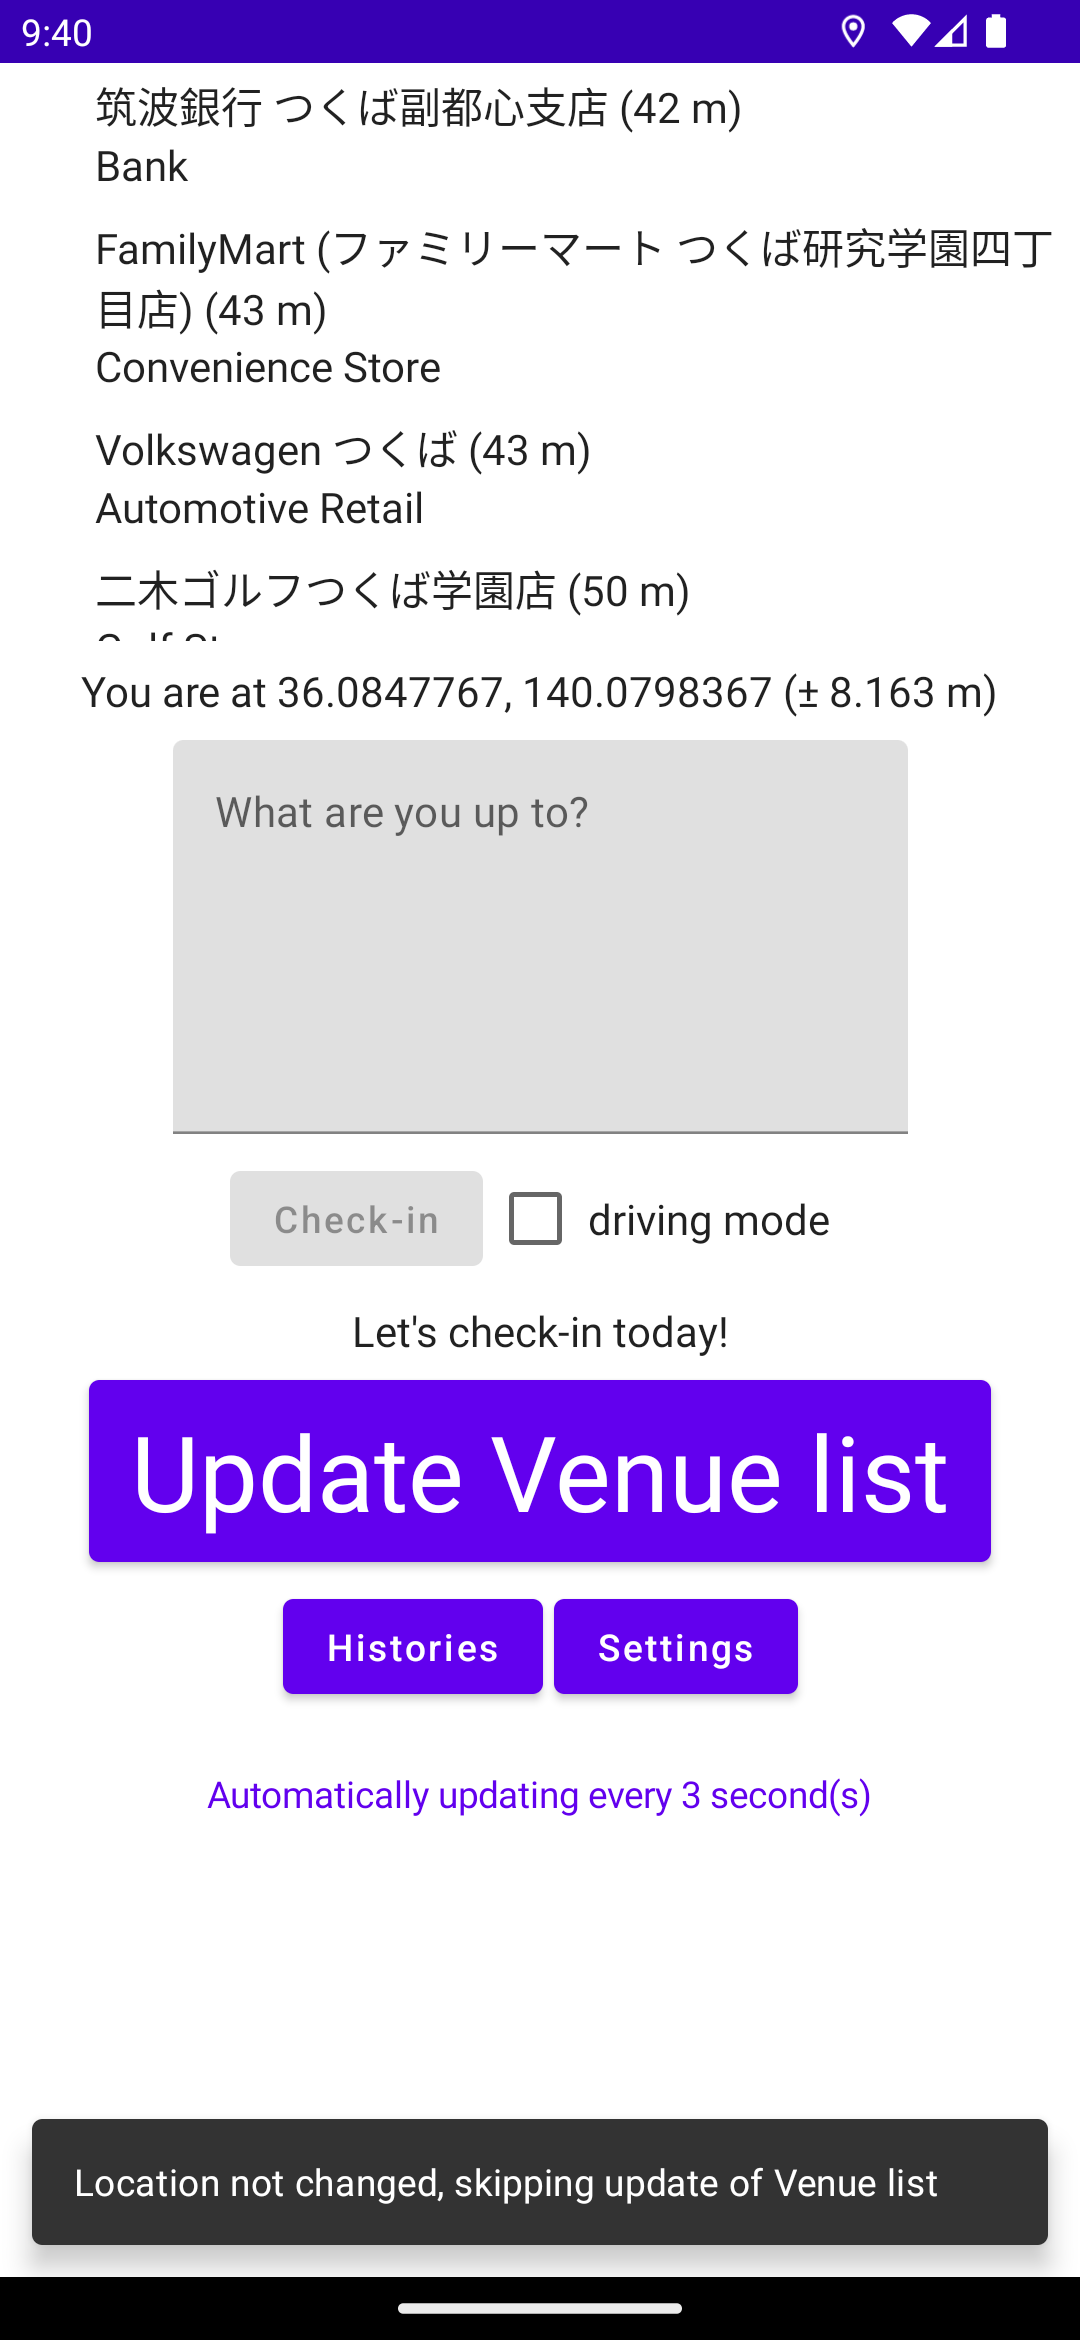 9:40
筑波銀行 つくば副都心支店 (42 m)
Bank
FamilyMart (ファミリーマート つくば研究学園四丁
目店) (43 m)
Convenience Store
Volkswagen つくば (43 m)
Automotive Retail
二木ゴルフつくば学園店 (50 m)
You are at 36.0847767, 140.0798367 (± 8.163 m)
What are you up to?
Check-in
driving mode
Let's check-in today!
Update Venue list
Histories
Settings
Automatically updating every 3 second(s)
Location not changed, skipping update of Venue list